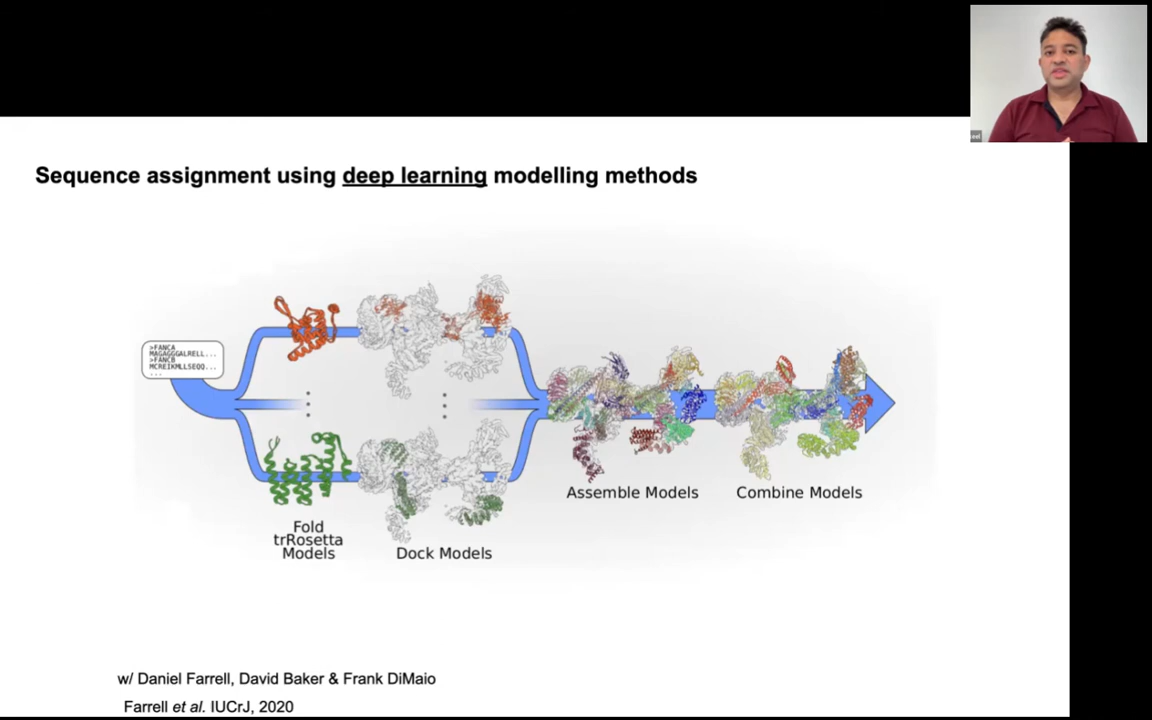 Sequence assignment using deep learning modelling methods
>FANCA
MAGAGGGALRELL...
>FANCB
MCREIKMLLSEQQ...
...
Fold
trRosetta
Models
Dock Models
Assemble Models
Combine Models
w/ Daniel Farrell, David Baker & Frank DiMaio
Farrell et al. IUCrJ, 2020